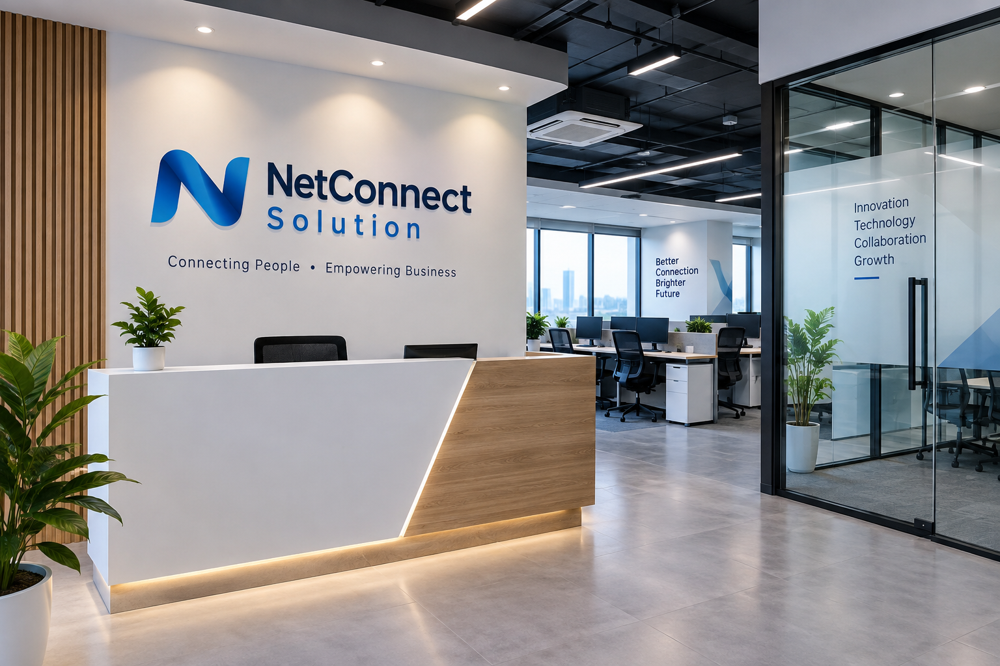 NetConnect
Solution
Connecting People • Empowering Business
Better
Connection
Brighter
Future
Innovation
Technology
Collaboration
Growth